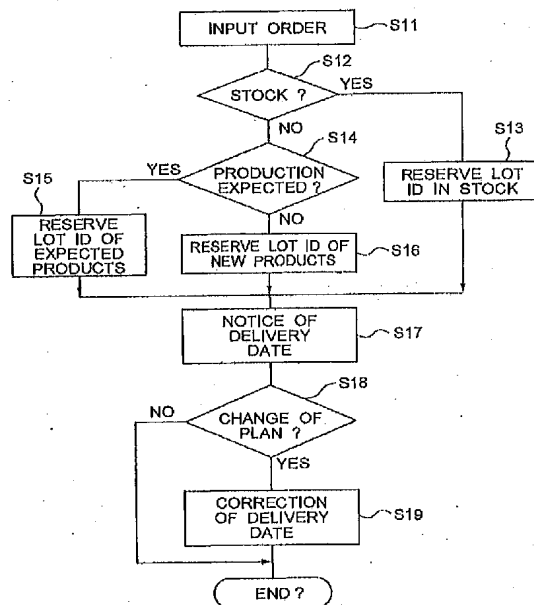 INPUT ORDER
S11
S12
STOCK ?
YES
NO
S14
S13
YES
PRODUCTION
EXPECTED ?
RESERVE LOT
ID IN STOCK
S15
NO
RESERVE
LOT ID OF
EXPECTED
PRODUCTS
RESERVE LOT ID OF
NEW PRODUCTS
S16
NOTICE OF
DELIVERY
DATE
S17
S18
NO
CHANGE OF
PLAN ?
YES
CORRECTION
OF DELIVERY
DATE
S19
END ?